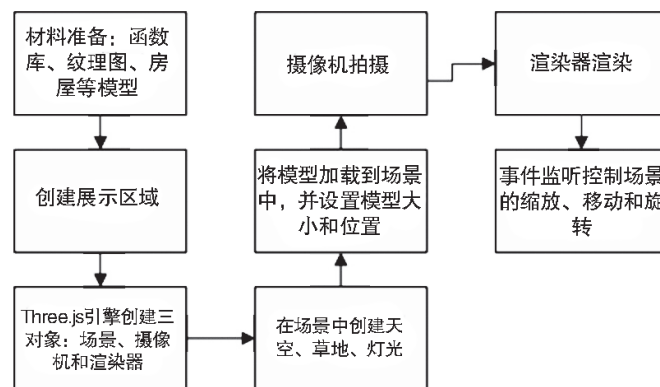 材料准备：函数
库、纹理图、房
屋等模型
创建展示区域
Three.js引擎创建三
对象：场景、摄像
机和渲染器
在场景中创建天
空、草地、灯光
将模型加载到场景
中，并设置模型大
小和位置
摄像机拍摄
渲染器渲染
事件监听控制场景
的缩放、移动和旋
转